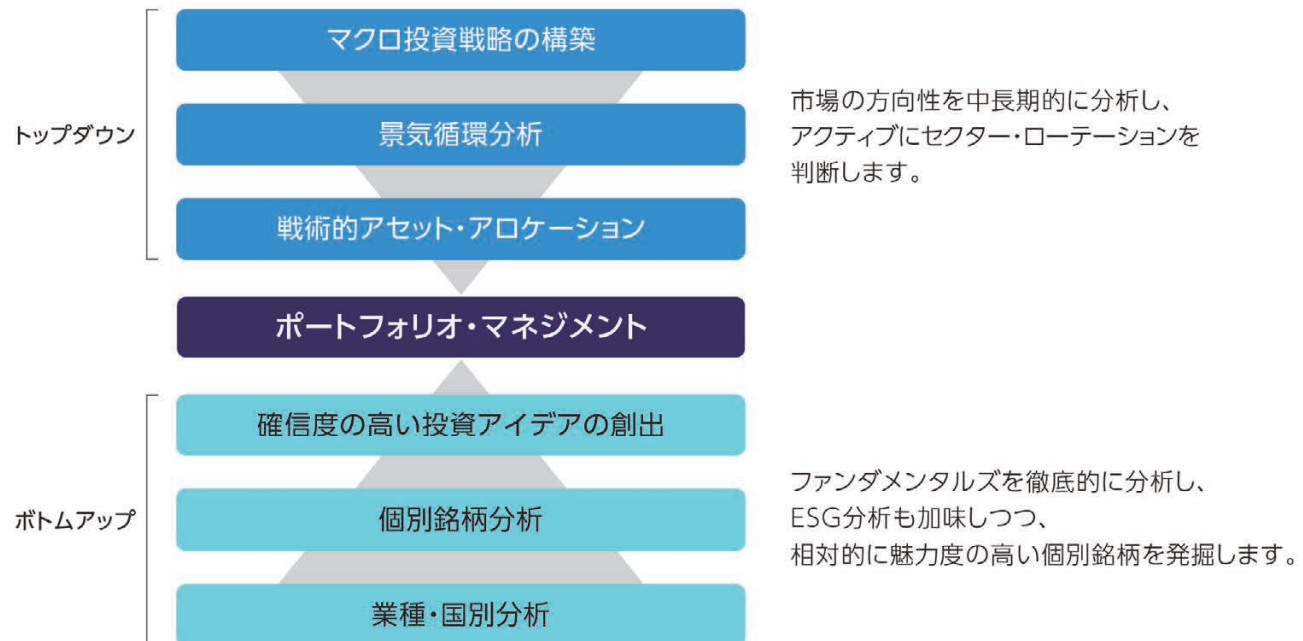 マクロ投資戦略の構築
トップダウン
景気循環分析
戦術的アセット・アロケーション
市場の方向性を中長期的に分析し、
アクティブにセクター・ローテーションを
判断します。
ポートフォリオ・マネジメント
確信度の高い投資アイデアの創出
ボトムアップ
個別銘柄分析
業種・国別分析
ファンダメンタルズを徹底的に分析し、
ESG分析も加味しつつ、
相対的に魅力度の高い個別銘柄を発掘します。